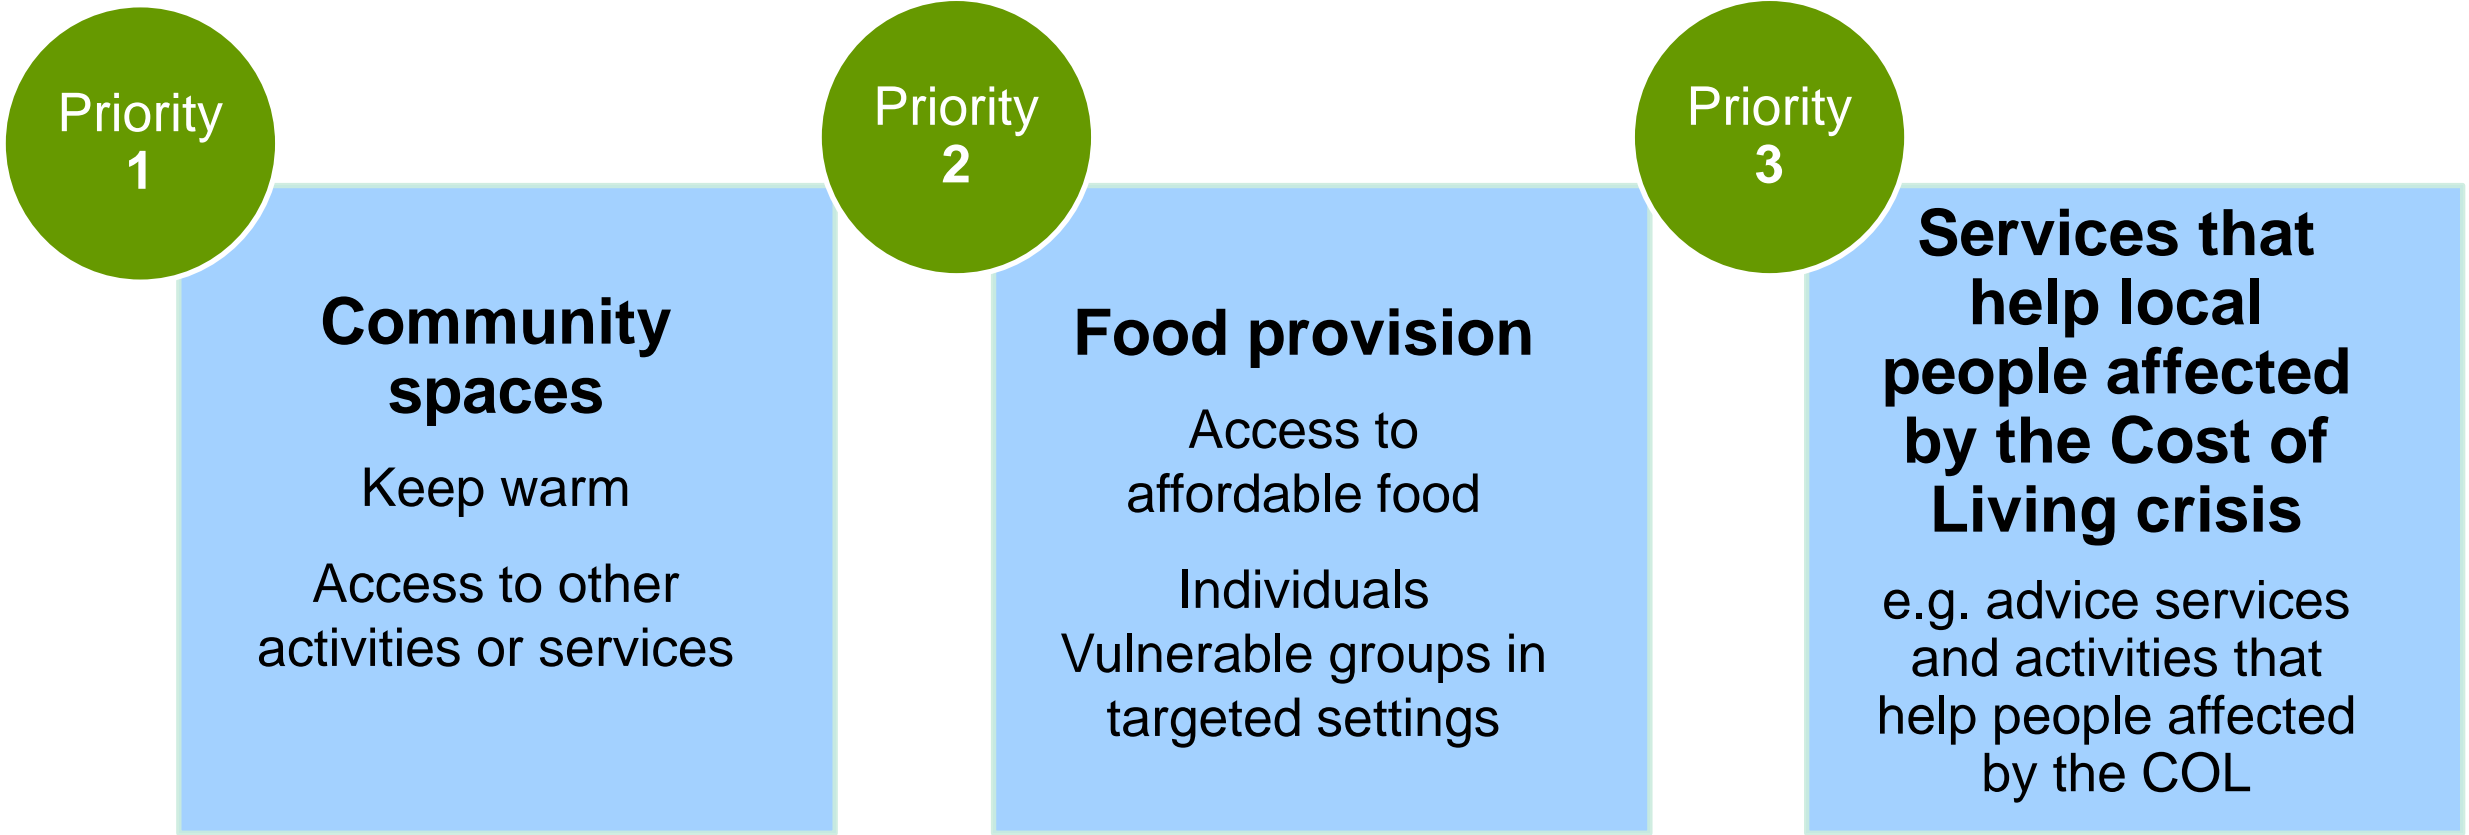 Priority
1
Community
spaces
Keep warm
Access to other
activities or services
Priority
2
Food provision
Access to
affordable food
Individuals
Vulnerable groups in
targeted settings
Priority
3
Services that
help local
people affected
by the Cost of
Living crisis
e.g. advice services
and activities that
help people affected
by the COL